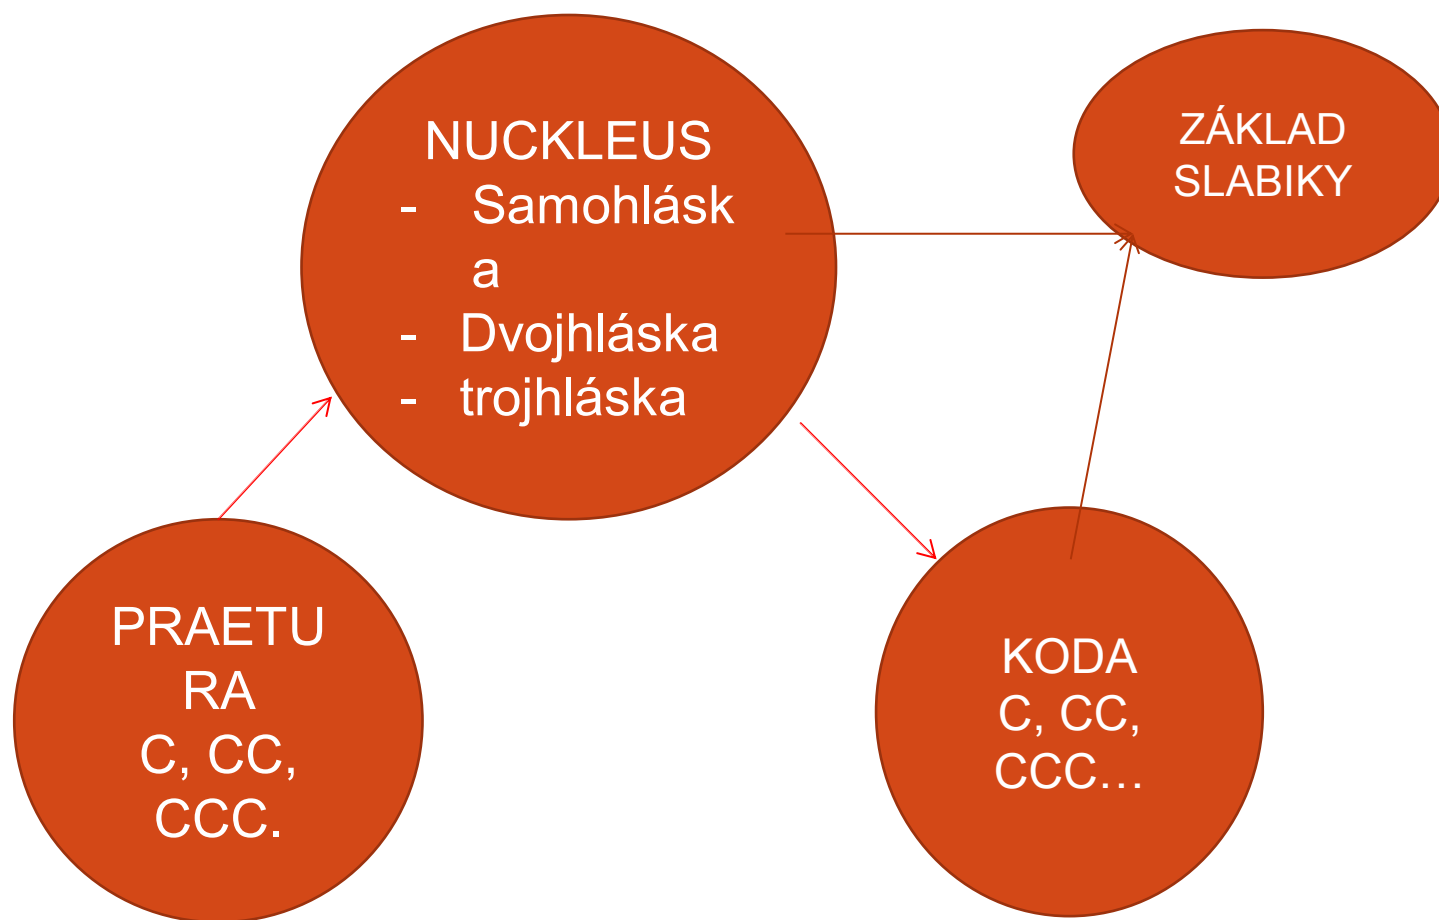 NUCKLEUS
- Samohlásk
a
- Dvojhláska
- trojhláska
ZÁKLAD
SLABIKY
PRAETU
RA
C, CC,
CCC.
KODA
C, CC,
CCC…